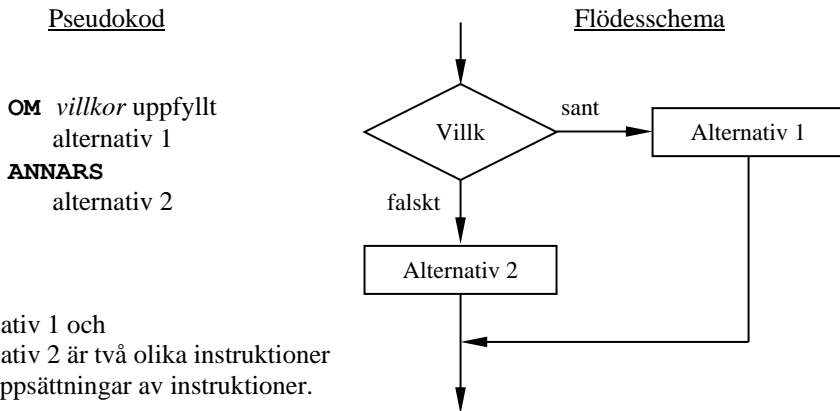 Pseudokod
Flödesschema
OM villkor uppfyllt
alternativ 1
ANNARS
alternativ 2
Villk
sant
Alternativ 1
falskt
Alternativ 2
ativ 1 och
ativ 2 är två olika instruktioner
ppsättningar av instruktioner.